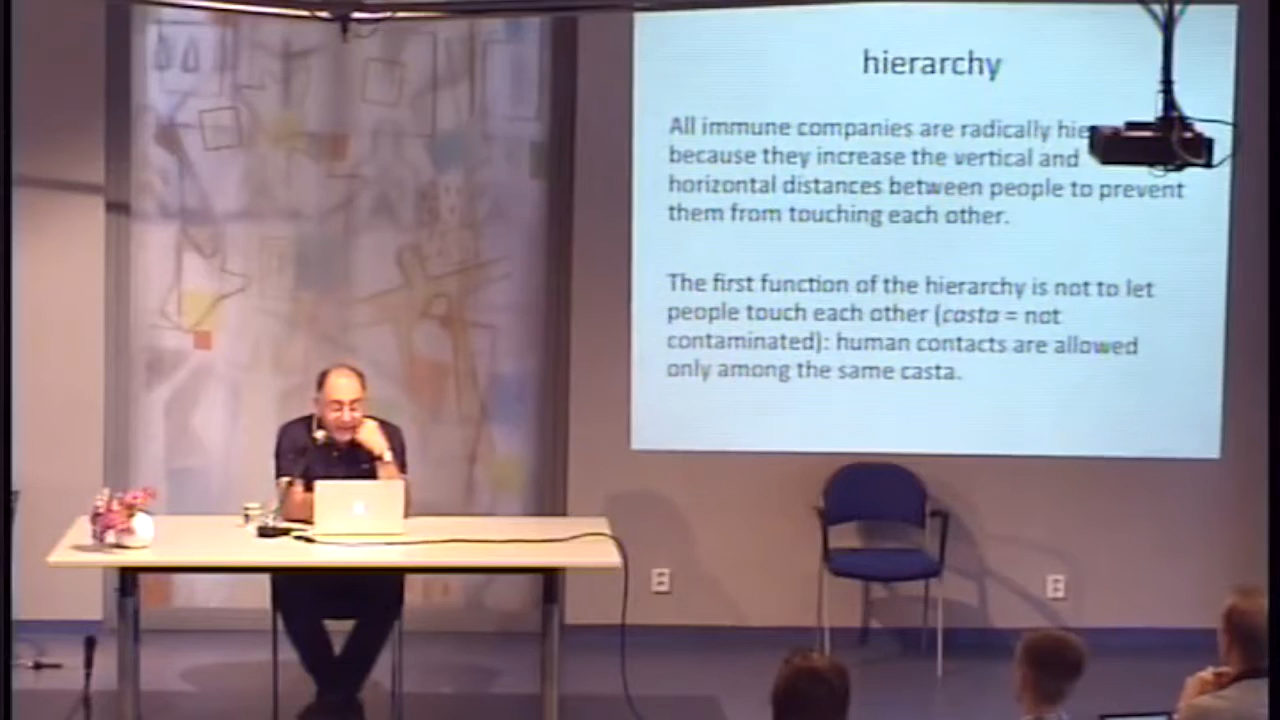 hierarchy
All immune companies are radically
because they increase the vertical and
horizontal distances between people to prevent
them from touching each other.
The first function of the hierarchy is not to let
people touch each other (casta = not
contaminated): human contacts are allowed
only among the same casta.